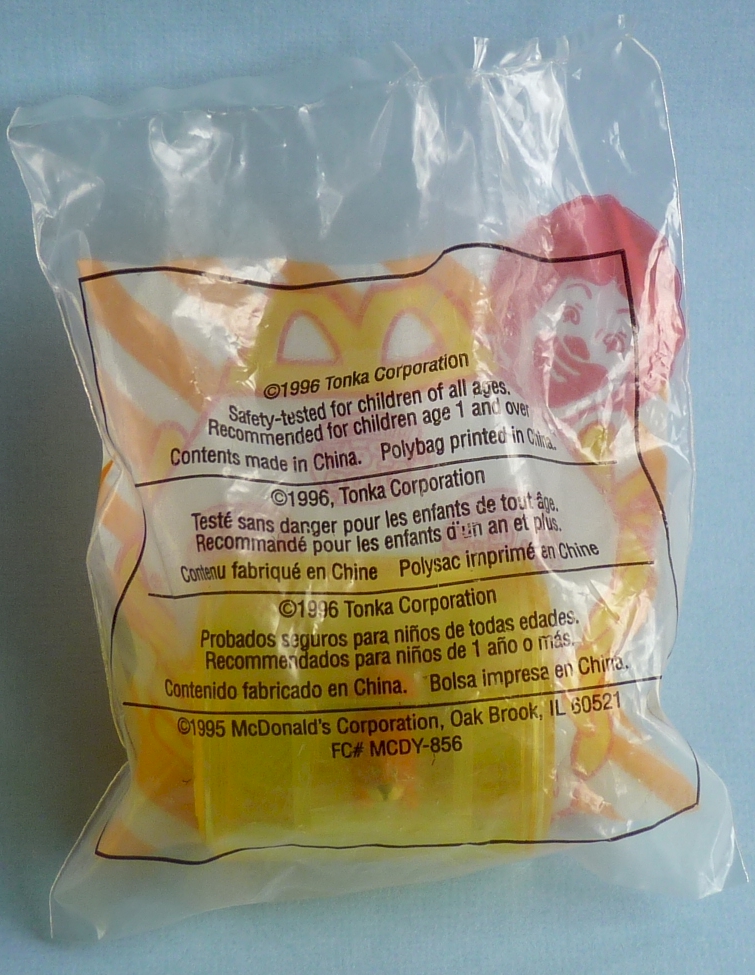 ©1996 Tonka Corporation
Safety-tested for children of all ages.
Recommended for children age 1 and over
Contents made in China. Polybag printed in China.
©1996, Tonka Corporation
Testé sans danger pour les enfants de tout âge.
Recommandé pour les enfants d'un an et plus.
Contenu fabriqué en Chine Polysac imprimé en Chine
©1996 Tonka Corporation
Probados seguros para niños de todas edades.
Recommendados para niños de 1 año o más.
Contenido fabricado en China. Bolsa impresa en China.
©1995 McDonald's Corporation, Oak Brook, IL 60521
FC# MCDY-856